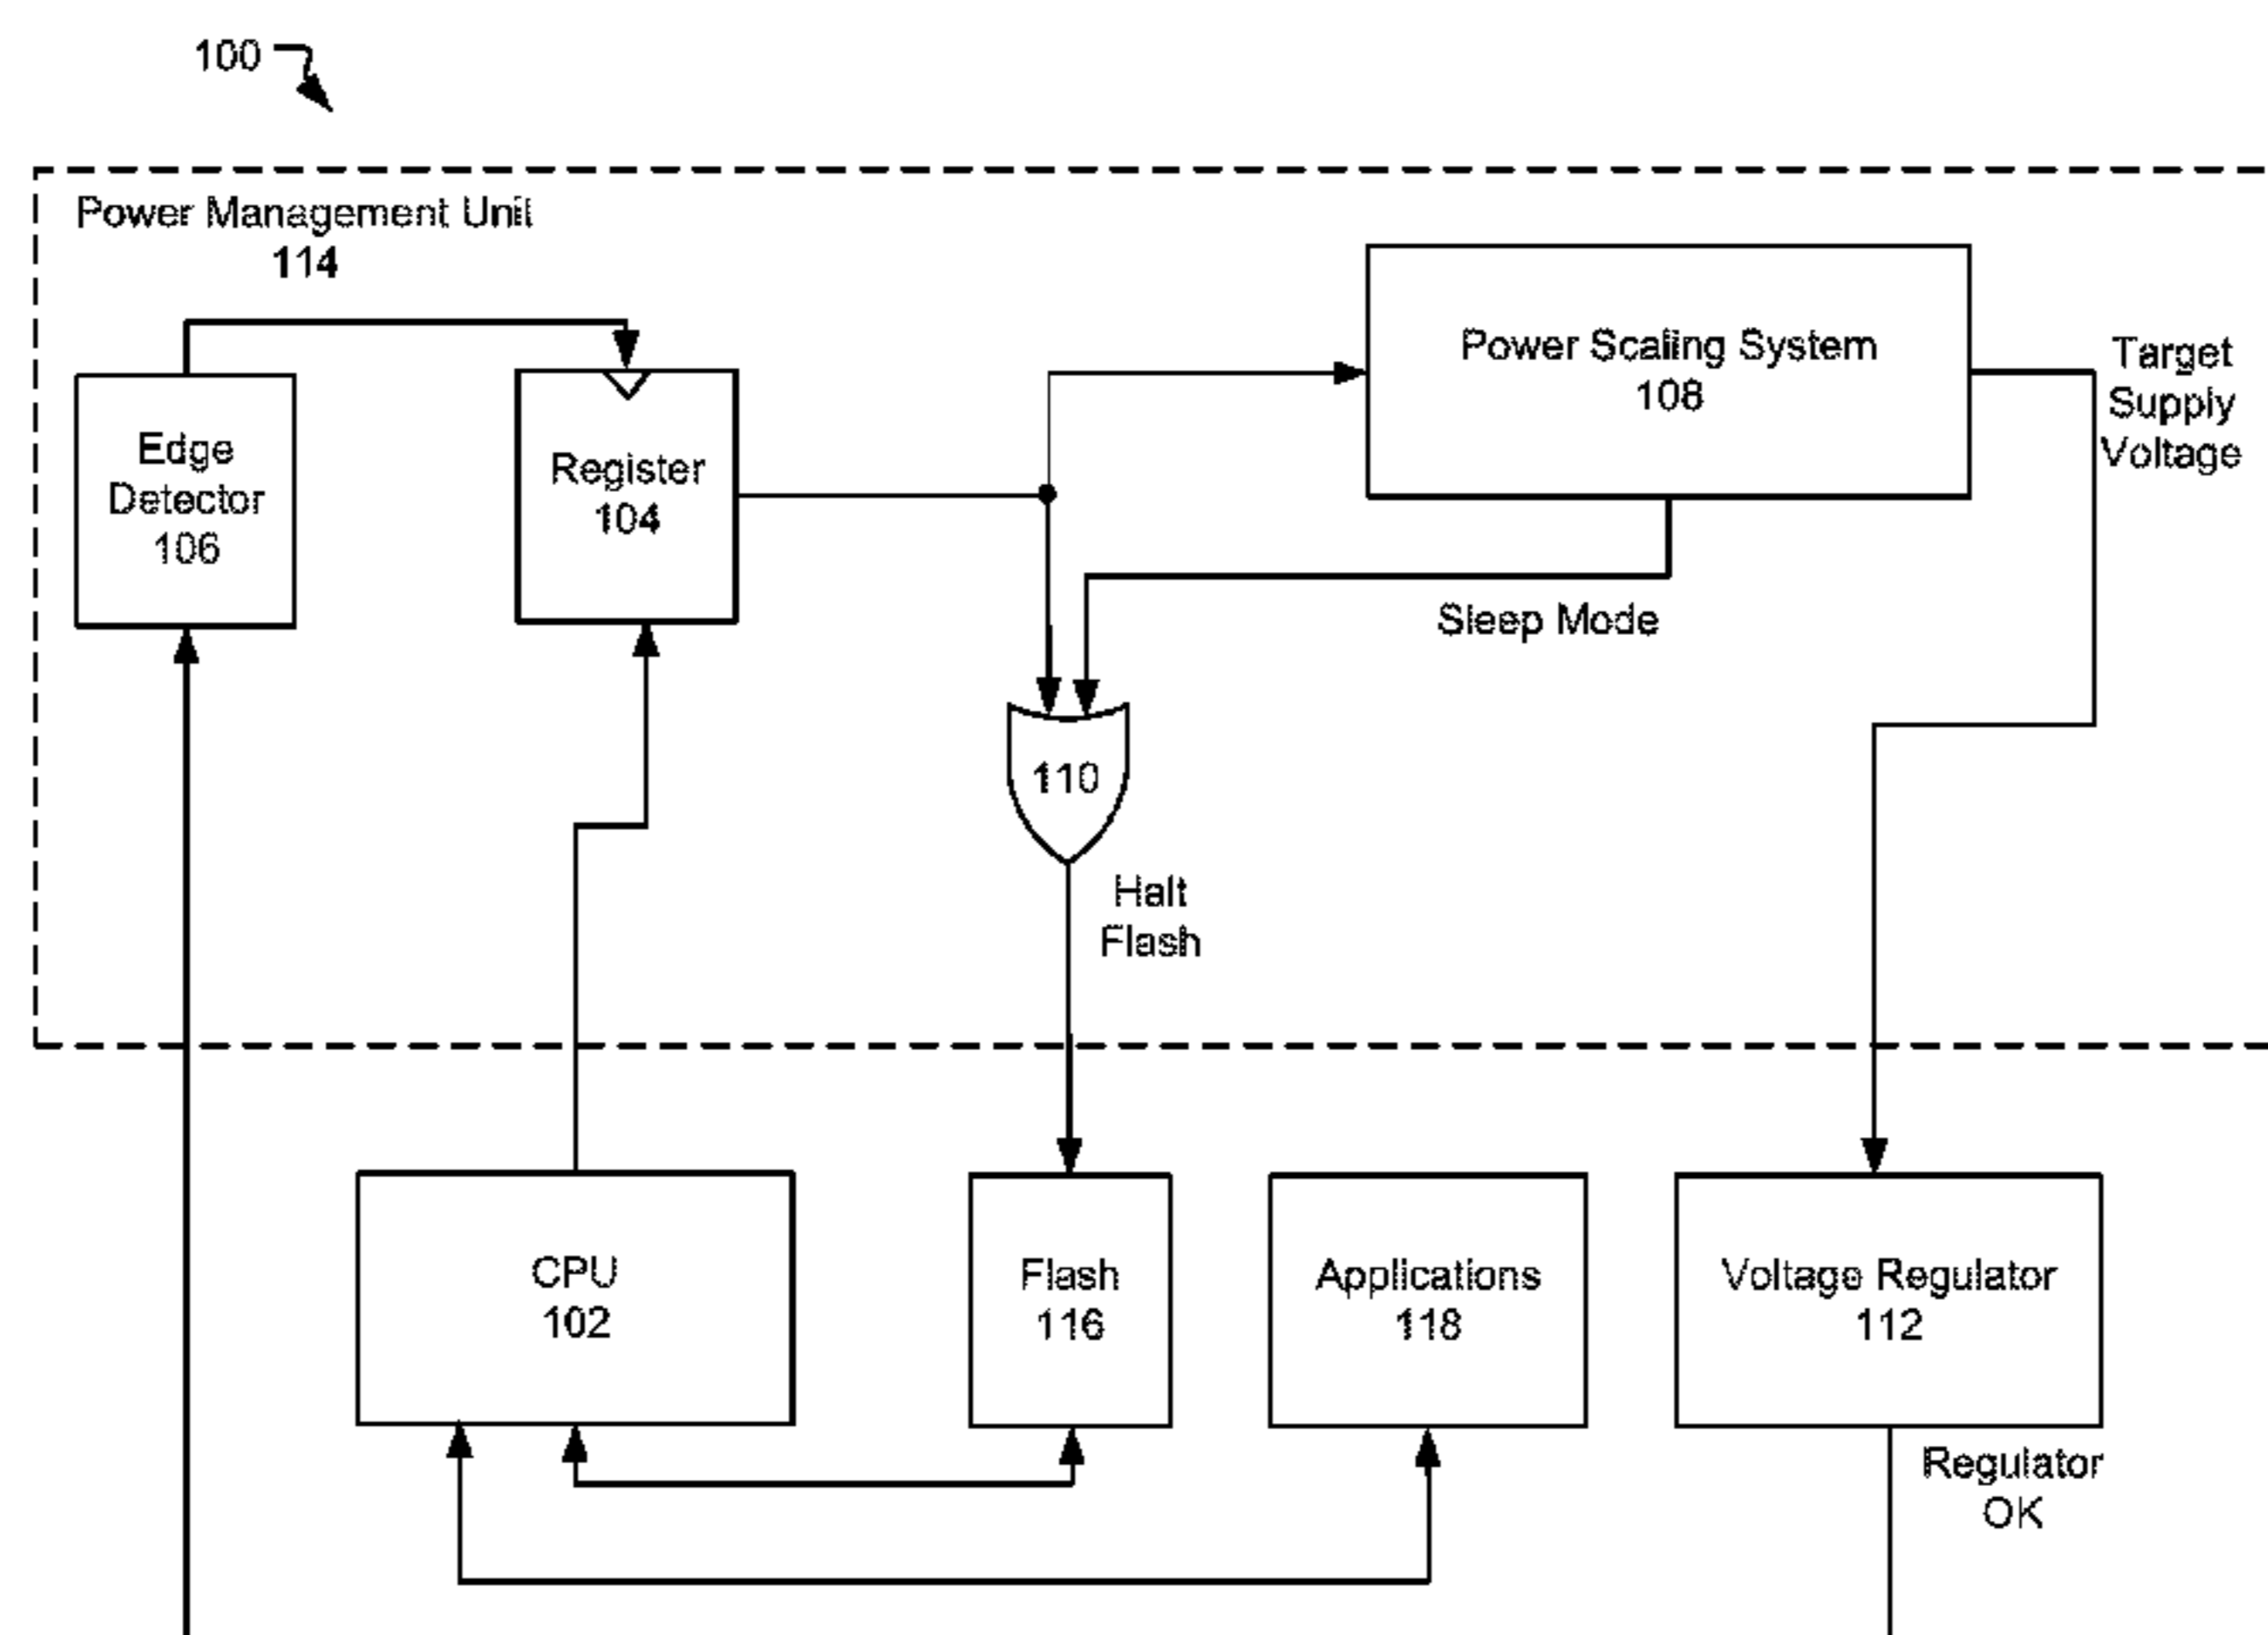 100
Power Management Unit
114
Power Scaling System
108
Target
Supply
Voltage
Edge
Detector
106
Register
104
Sleep Mode
110
Halt
Flash
CPU
102
Flash
116
Applications
118
Voltage Regulator
112
Regulator
OK